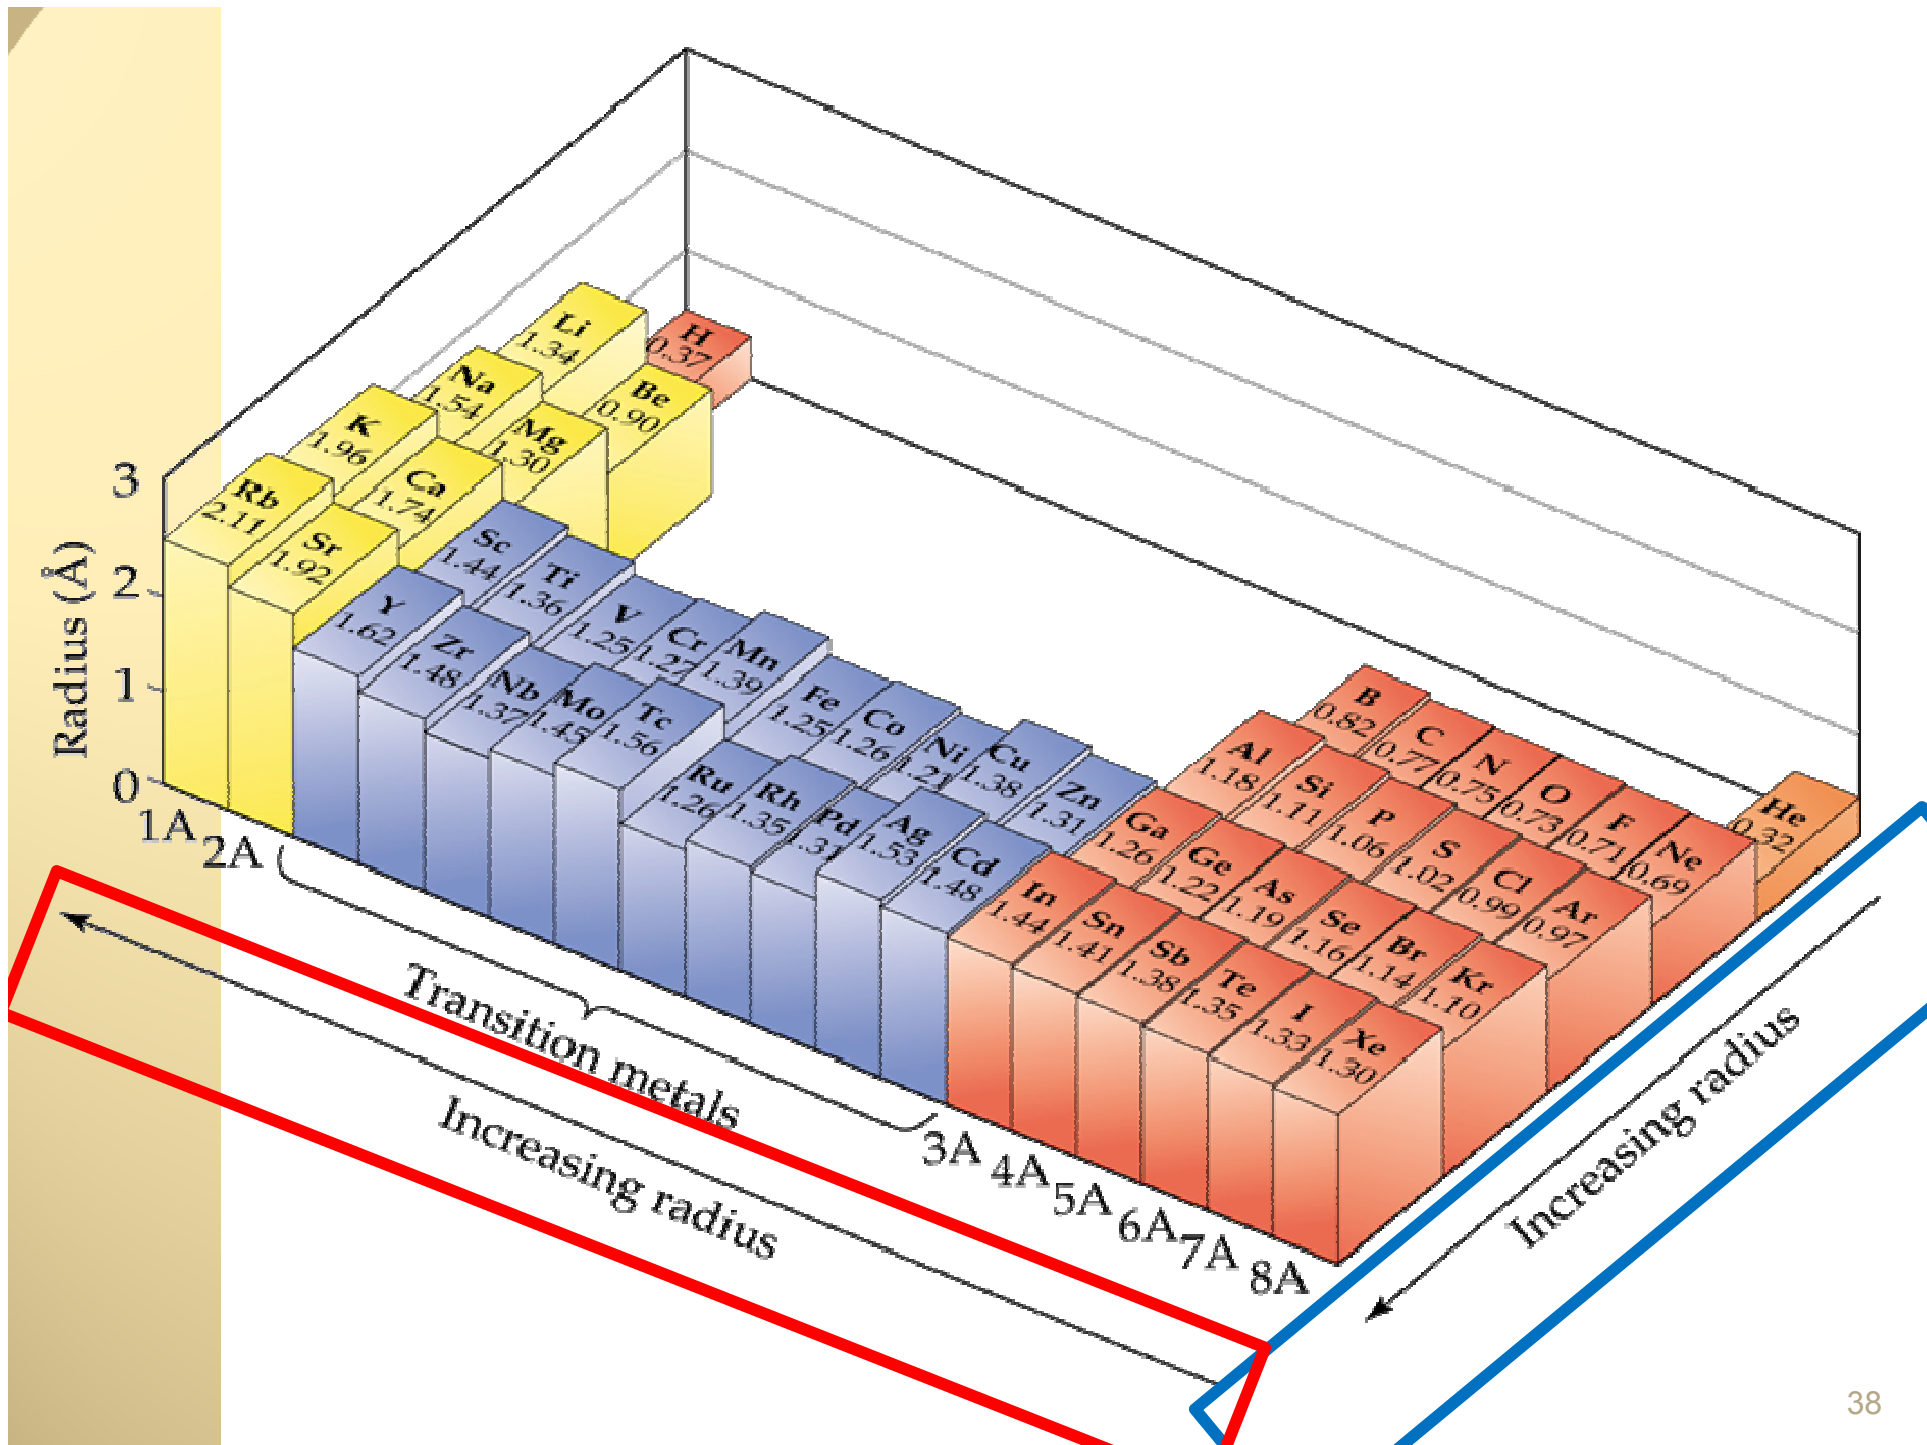 H
0.37
Li
1.34
Be
0.90
Na
1.54
Mg
1.30
K
1.96
Ca
1.74
Rb
2.11
Sr
1.92
Sc
1.44
Ti
1.36
V
1.25
Cr
1.27
Mn
1.39
Fe
1.25
Co
1.26
Ni
1.21
Cu
1.38
Zn
1.31
Y
1.62
Zr
1.48
Nb
1.37
Mo
1.45
Tc
1.56
Ru
1.26
Rh
1.35
Pd
1.31
Ag
1.53
Cd
1.48
B
0.82
C
0.77
N
0.75
O
0.73
F
0.71
Ne
0.69
He
0.32
Al
1.18
Si
1.11
P
1.06
S
1.02
Cl
0.99
Ar
0.97
Ga
1.26
Ge
1.22
As
1.19
Se
1.16
Br
1.14
Kr
1.10
In
1.44
Sn
1.41
Sb
1.38
Te
1.35
I
1.33
Xe
1.30
3
2
1
0
Radius (Å)
1A
2A
Transition metals
3A
4A
5A
6A
7A
8A
Increasing radius
Increasing radius
38